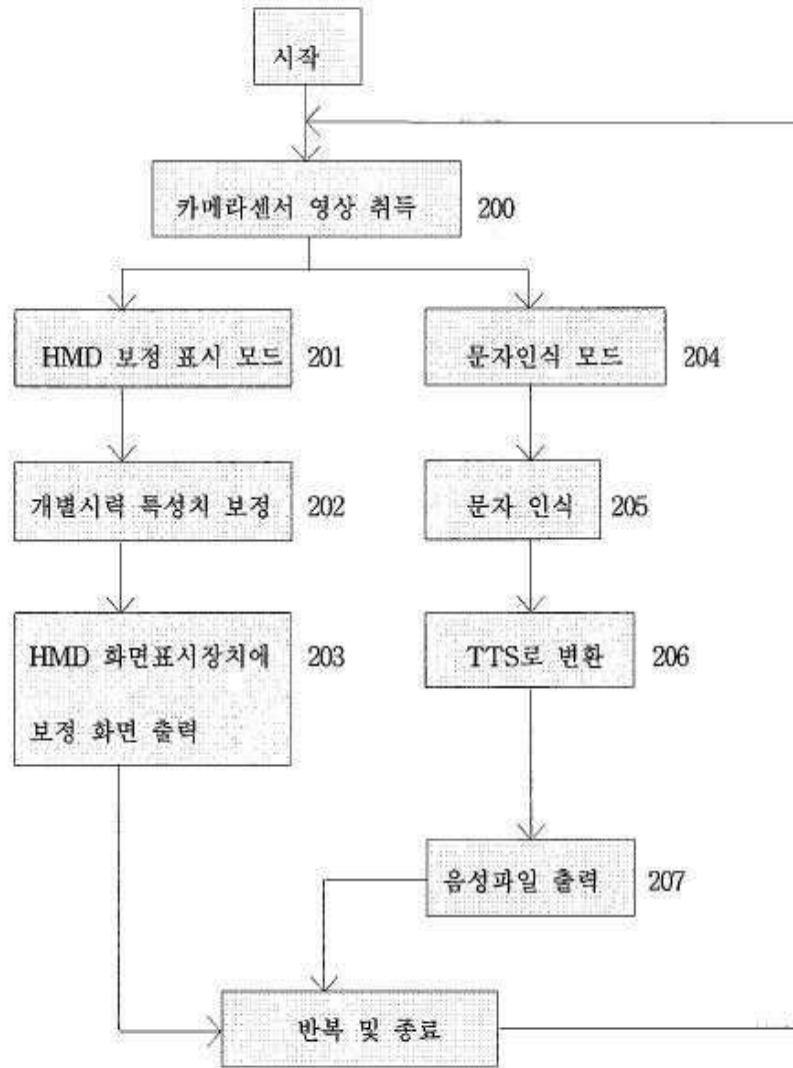 시작
카메라센서 영상 취득 200
HMD 보정 표시 모드 201
문자인식 모드 204
개별시력 특성치 보정 202
문자 인식 205
HMD 화면표시장치에 203
보정 화면 출력
TTS로 변환 206
음성파일 출력 207
반복 및 종료